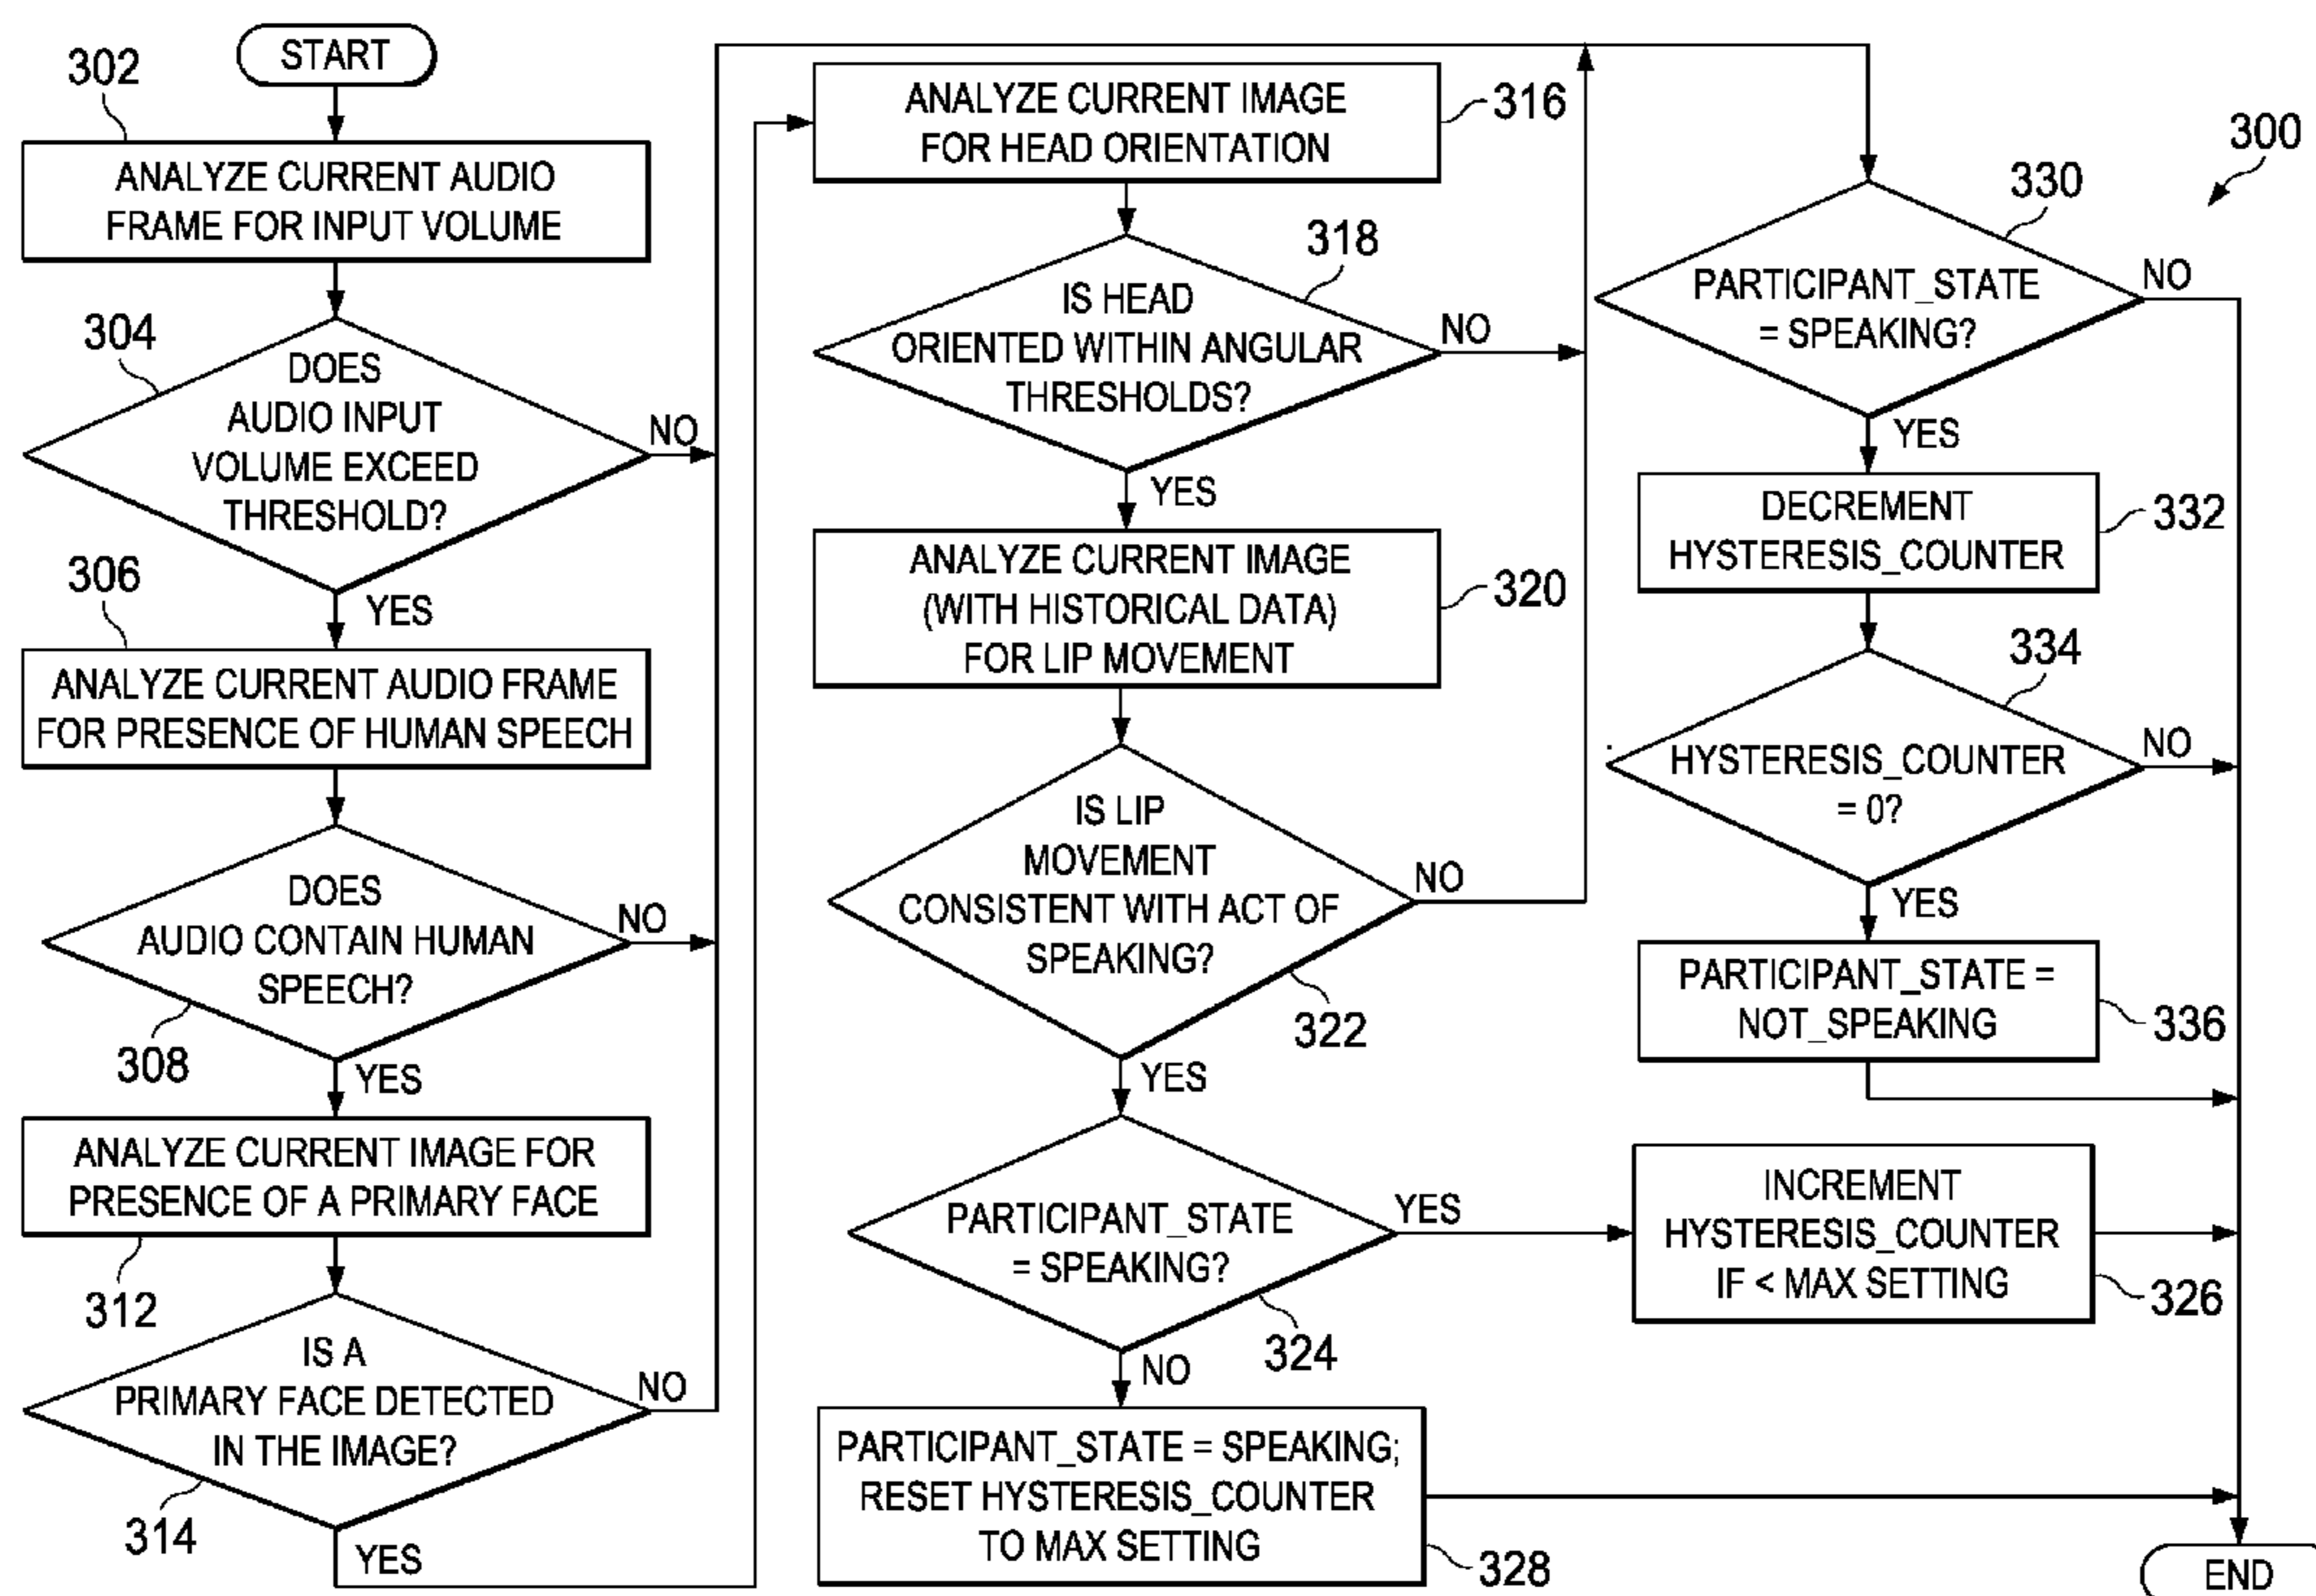 START
302
ANALYZE CURRENT AUDIO
FRAME FOR INPUT VOLUME
304
DOES
AUDIO INPUT
VOLUME EXCEED
THRESHOLD?
NO
YES
306
ANALYZE CURRENT AUDIO FRAME
FOR PRESENCE OF HUMAN SPEECH
DOES
AUDIO CONTAIN HUMAN
SPEECH?
NO
308
YES
ANALYZE CURRENT IMAGE FOR
PRESENCE OF A PRIMARY FACE
312
IS A
PRIMARY FACE DETECTED
IN THE IMAGE?
NO
314
YES
ANALYZE CURRENT IMAGE
FOR HEAD ORIENTATION
316
318
IS HEAD
ORIENTED WITHIN ANGULAR
THRESHOLDS?
NO
YES
ANALYZE CURRENT IMAGE
(WITH HISTORICAL DATA)
FOR LIP MOVEMENT
320
IS LIP
MOVEMENT
CONSISTENT WITH ACT OF
SPEAKING?
NO
322
YES
PARTICIPANT_STATE
= SPEAKING?
YES
324
NO
PARTICIPANT_STATE = SPEAKING;
RESET HYSTERESIS_COUNTER
TO MAX SETTING
328
300
330
PARTICIPANT_STATE
= SPEAKING?
NO
YES
DECREMENT
HYSTERESIS_COUNTER
332
334
HYSTERESIS_COUNTER
= 0?
NO
YES
PARTICIPANT_STATE =
NOT_SPEAKING
336
INCREMENT
HYSTERESIS_COUNTER
IF < MAX SETTING
326
END